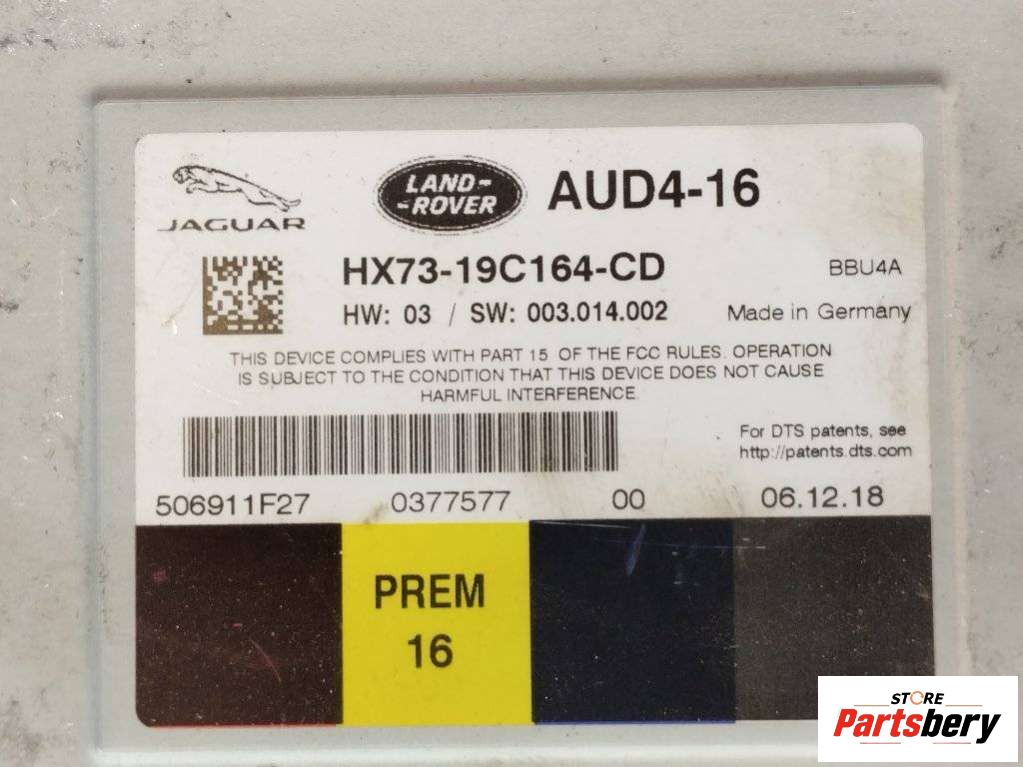 JAGUAR
LAND-
-ROVER
AUD4-16
HX73-19C164-CD
BBU4A
HW: 03 / SW: 003.014.002
Made in Germany
THIS DEVICE COMPLIES WITH PART 15 OF THE FCC RULES. OPERATION
IS SUBJECT TO THE CONDITION THAT THIS DEVICE DOES NOT CAUSE
HARMFUL INTERFERENCE.
For DTS patents, see
http://patents.dts.com
506911F27 0377577 00 06.12.18
PREM
16
STORE
Partsbery